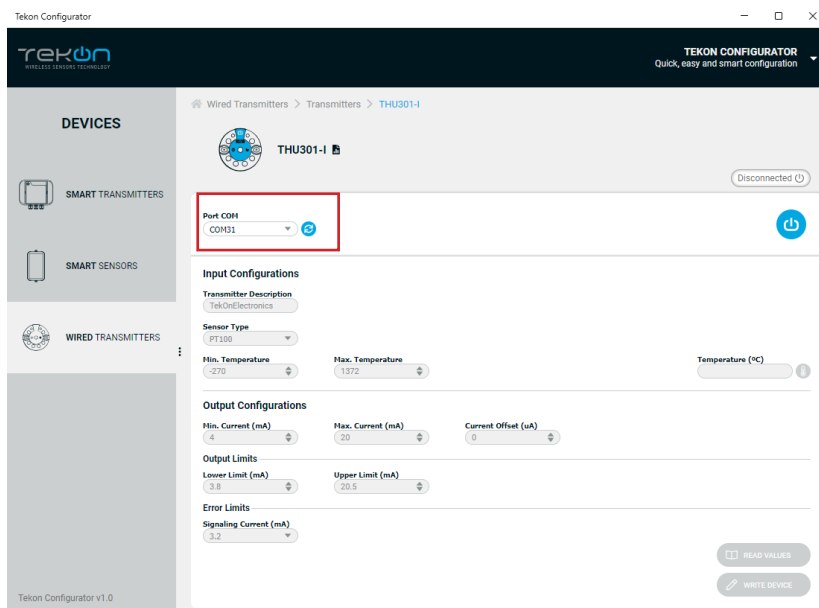 Tekon Configurator
TEKON
WIRELESS SENSORS TECHNOLOGY
TEKON CONFIGURATOR
Quick, easy and smart configuration
DEVICES
SMART TRANSMITTERS
SMART SENSORS
WIRED TRANSMITTERS
Tekon Configurator v1.0
Wired Transmitters > Transmitters > THU301-I
THU301-I
Disconnected
Port COM
COM31
Input Configurations
Transmitter Description
TekOnElectronics
Sensor Type
PT100
Min. Temperature Max. Temperature Temperature (ºC)
-270 1372
Output Configurations
Min. Current (mA) Max. Current (mA) Current Offset (uA)
4 20 0
Output Limits
Lower Limit (mA) Upper Limit (mA)
3.8 20.5
Error Limits
Signaling Current (mA)
3.2
READ VALUES
WRITE DEVICE